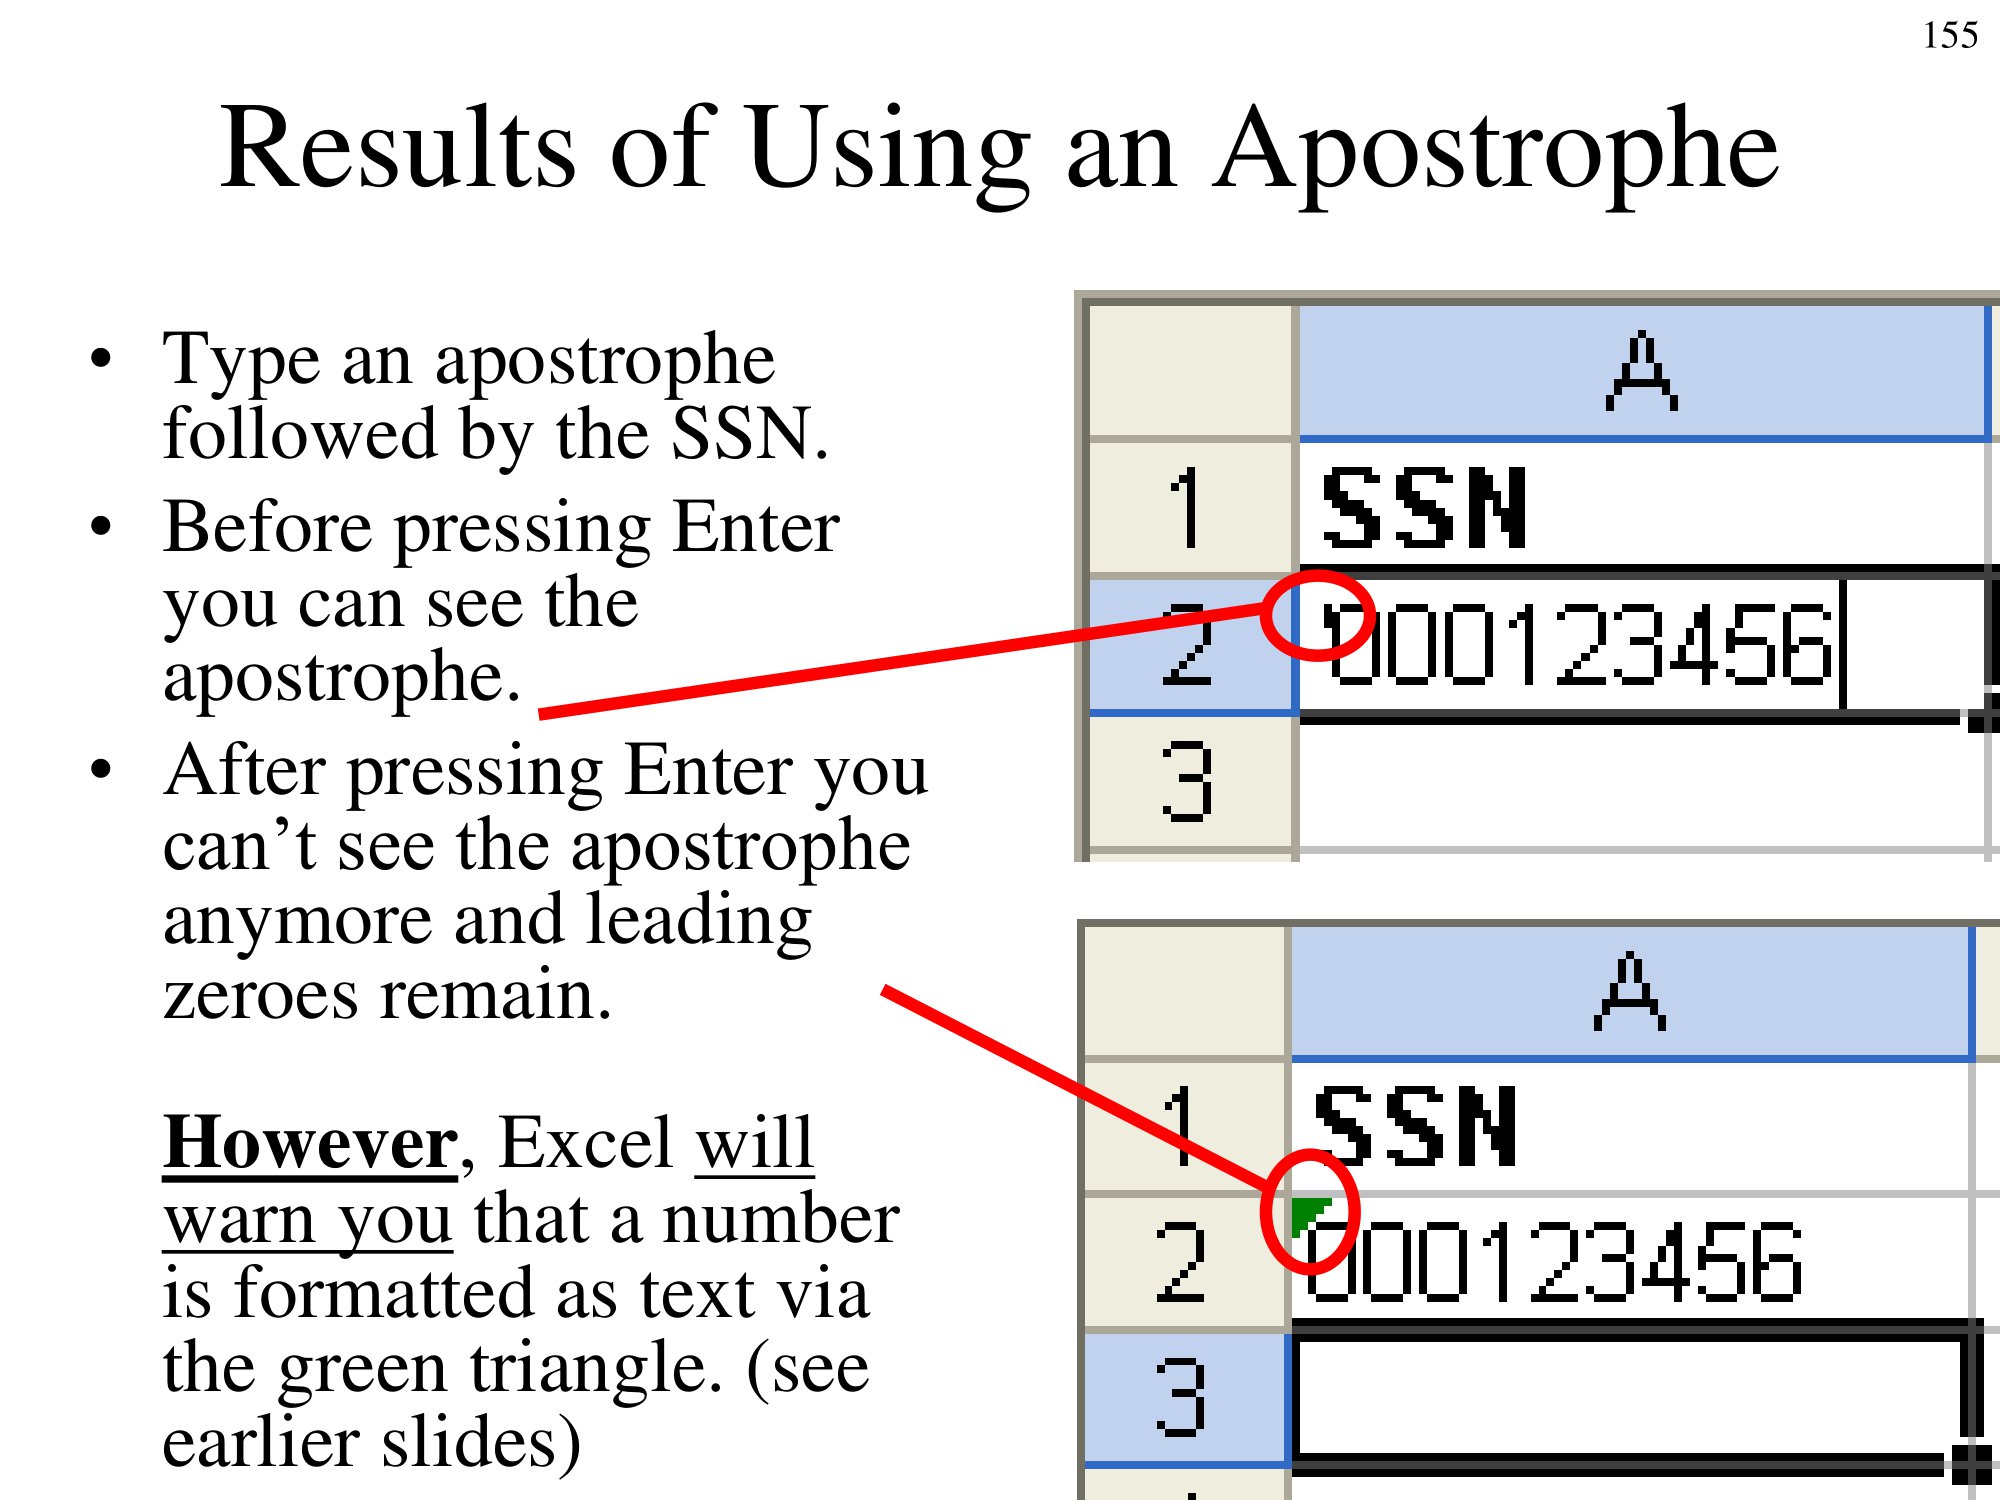 155
Results of Using an Apostrophe
• Type an apostrophe
followed by the SSN.
• Before pressing Enter
you can see the
apostrophe.
• After pressing Enter you
can’t see the apostrophe
anymore and leading
zeroes remain.
However, Excel will
warn you that a number
is formatted as text via
the green triangle. (see
earlier slides)
A
1 SSN
2 '000123456
3
A
1 SSN
2 000123456
3